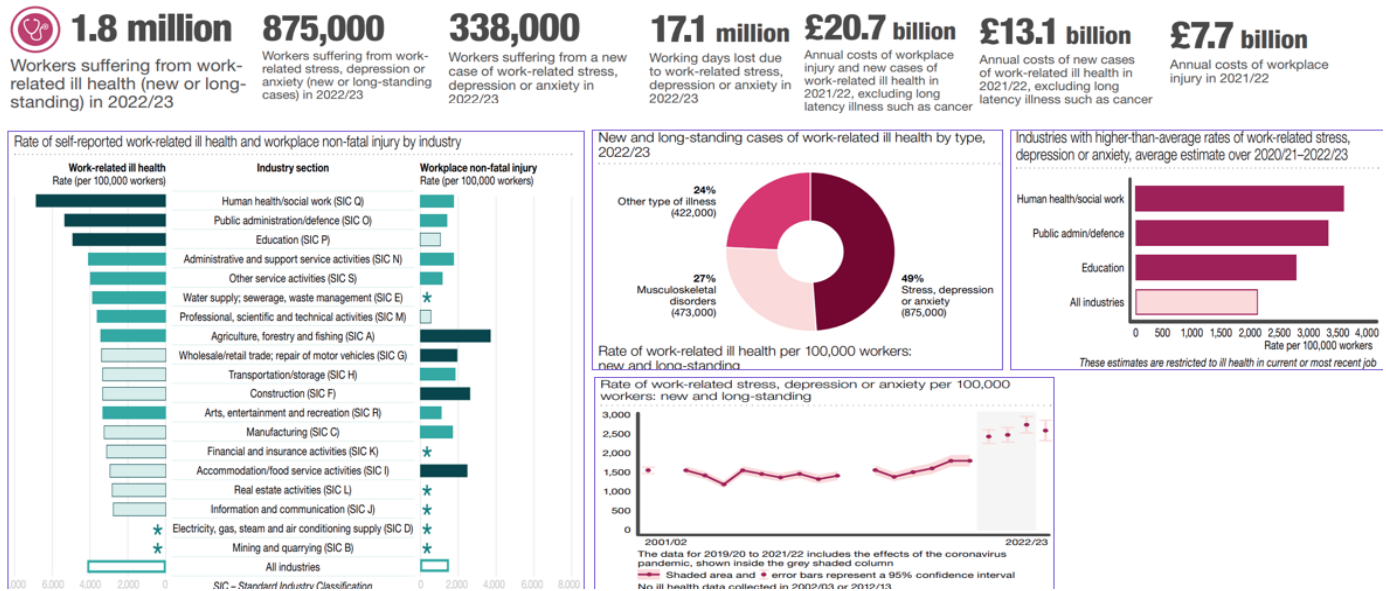 1.8 million
Workers suffering from work-
related ill health (new or long-
standing) in 2022/23
875,000
Workers suffering from work-
related stress, depression or
anxiety (new or long-standing
cases) in 2022/23
338,000
Workers suffering from a new
case of work-related stress,
depression or anxiety in
2022/23
17.1 million
Working days lost due
to work-related stress,
depression or anxiety in
2022/23
£20.7 billion
Annual costs of workplace
injury and new cases of
work-related ill health in
2021/22, excluding long
latency illness such as cancer
£13.1 billion
Annual costs of new cases
of work-related ill health in
2021/22, excluding long
latency illness such as cancer
£7.7 billion
Annual costs of workplace
injury in 2021/22
Rate of self-reported work-related ill health and workplace non-fatal injury by industry
Work-related ill health
Rate (per 100,000 workers)
Industry section
Workplace non-fatal injury
Rate (per 100,000 workers)
Human health/social work (SIC Q)
Public administration/defence (SIC O)
Education (SIC P)
Administrative and support service activities (SIC N)
Other service activities (SIC S)
Water supply; sewerage, waste management (SIC E)
*
Professional, scientific and technical activities (SIC M)
Agriculture, forestry and fishing (SIC A)
Wholesale/retail trade; repair of motor vehicles (SIC G)
Transportation/storage (SIC H)
Construction (SIC F)
Arts, entertainment and recreation (SIC R)
Manufacturing (SIC C)
Financial and insurance activities (SIC K)
*
Accommodation/food service activities (SIC I)
Real estate activities (SIC L)
*
Information and communication (SIC J)
*
* Electricity, gas, steam and air conditioning supply (SIC D) *
* Mining and quarrying (SIC B) *
All industries
6,000 4,000 2,000 0 0 2,000 4,000 6,000 8,000
SIC – Standard Industry Classification
New and long-standing cases of work-related ill health by type,
2022/23
24%
Other type of illness
(422,000)
27%
Musculoskeletal
disorders
(473,000)
49%
Stress, depression
or anxiety
(875,000)
Rate of work-related ill health per 100,000 workers:
new and long-standing
Industries with higher-than-average rates of work-related stress,
depression or anxiety, average estimate over 2020/21–2022/23
Human health/social work
Public admin/defence
Education
All industries
0 500 1,000 1,500 2,000 2,500 3,000 3,500 4,000
Rate per 100,000 workers
These estimates are restricted to ill health in current or most recent job
Rate of work-related stress, depression or anxiety per 100,000
workers: new and long-standing
3,000
2,500
2,000
1,500
1,000
500
0
2001/02 2022/23
The data for 2019/20 to 2021/22 includes the effects of the coronavirus
pandemic, shown inside the grey shaded column
Shaded area and error bars represent a 95% confidence interval
No ill health data collected in 2002/03 or 2012/13